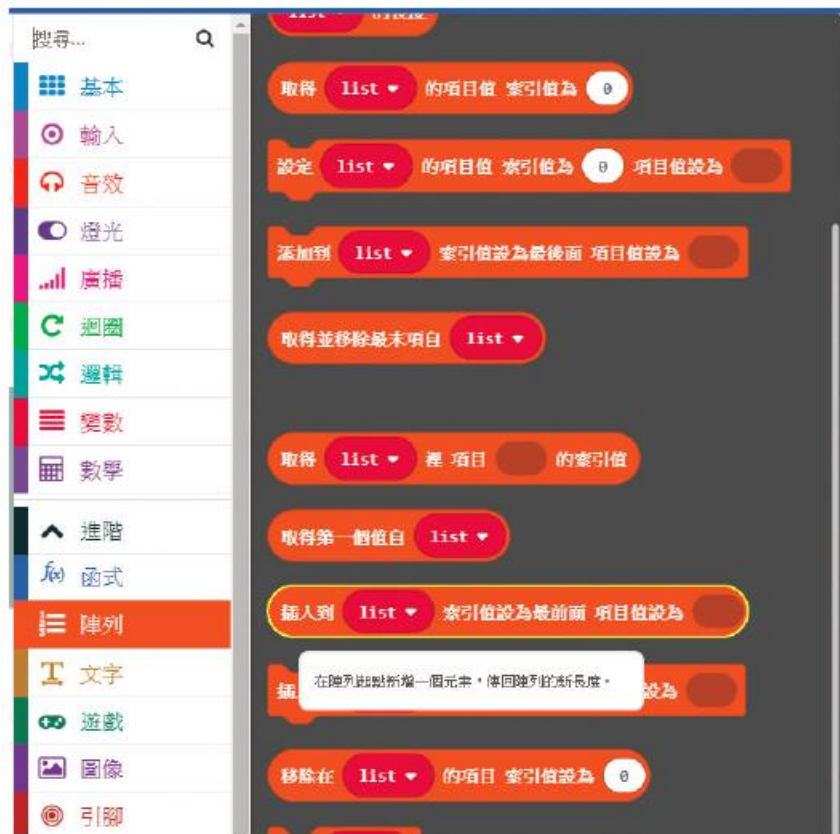 搜尋...
基本
輸入
音效
燈光
廣播
迴圈
邏輯
變數
數學
進階
f(x) 函式
陣列
文字
遊戲
圖像
引腳
list 的長度
取得 list 的項目值 索引值為 0
設定 list 的項目值 索引值為 0 項目值設為
添加到 list 索引值設為最後面 項目值設為
取得並移除最末項自 list
取得 list 裡 項目 的索引值
取得第一個值自 list
插入到 list 索引值設為最前面 項目值設為
在陣列起點新增一個元素，傳回陣列的新長度。
插 設為
移除在 list 的項目 索引值設為 0